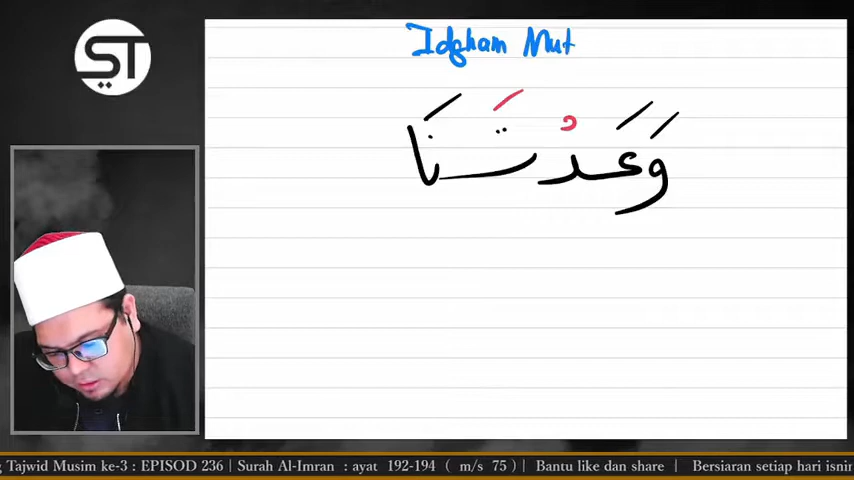 ST
Idgham Mut
وَعَدْتَنَا
g Tajwid Musim ke-3 : EPISOD 236 | Surah Al-Imran : ayat 192-194 ( m/s 75 ) | Bantu like dan share | Bersiaran setiap hari isnin